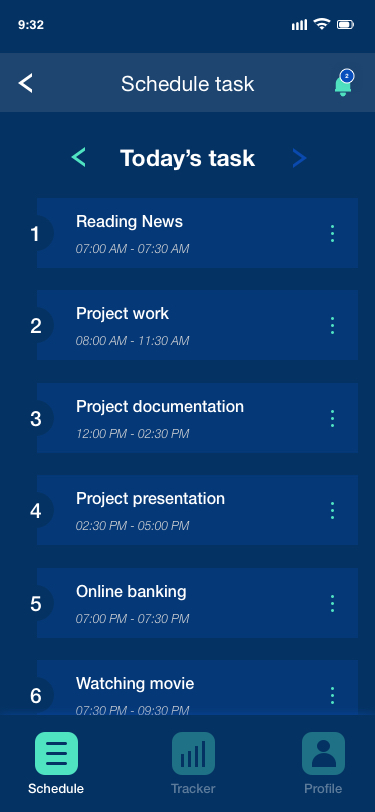 9:32
Schedule task
2
Today's task
1
Reading News
07:00 AM - 07:30 AM
2
Project work
08:00 AM - 11:30 AM
3
Project documentation
12:00 PM - 02:30 PM
4
Project presentation
02:30 PM - 05:00 PM
5
Online banking
07:00 PM - 07:30 PM
6
Watching movie
07:30 PM - 09:30 PM
Schedule
Tracker
Profile